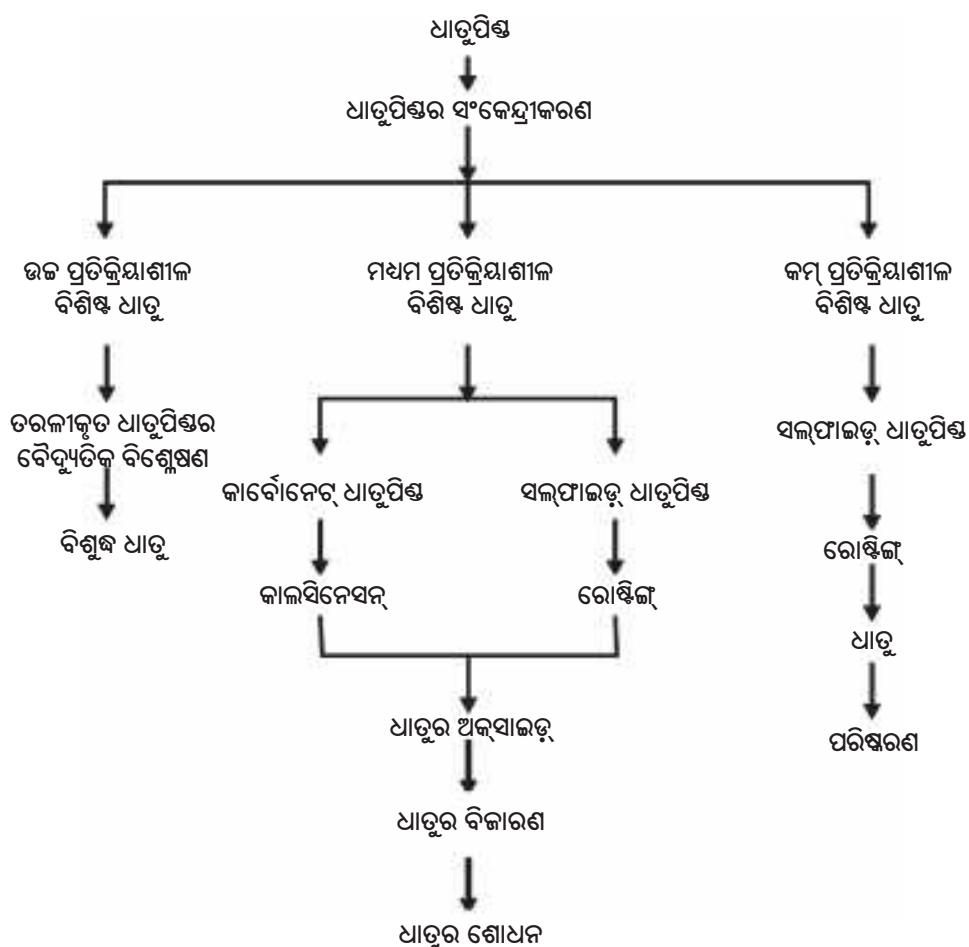 ଧାତୁପିଣ୍ଡ
ଧାତୁପିଣ୍ଡର ସଂକେନ୍ଦ୍ରୀକରଣ
ଉଚ୍ଚ ପ୍ରତିକ୍ରିୟାଶୀଳ
ବିଶିଷ୍ଟ ଧାତୁ
ମଧ୍ୟମ ପ୍ରତିକ୍ରିୟାଶୀଳ
ବିଶିଷ୍ଟ ଧାତୁ
କମ୍ ପ୍ରତିକ୍ରିୟାଶୀଳ
ବିଶିଷ୍ଟ ଧାତୁ
ତରଳୀକୃତ ଧାତୁପିଣ୍ଡର
ବୈଦ୍ୟୁତିକ ବିଶ୍ଳେଷଣ
ବିଶୁଦ୍ଧ ଧାତୁ
କାର୍ବୋନେଟ୍ ଧାତୁପିଣ୍ଡ
ସଲ୍‌ଫାଇଡ଼୍ ଧାତୁପିଣ୍ଡ
କାଲସିନେସନ୍
ରୋଷ୍ଟିଙ୍ଗ୍
ଧାତୁର ଅକ୍‌ସାଇଡ଼୍
ଧାତୁର ବିଜାରଣ
ଧାତୁର ଶୋଧନ
ସଲ୍‌ଫାଇଡ଼୍ ଧାତୁପିଣ୍ଡ
ରୋଷ୍ଟିଙ୍ଗ୍
ଧାତୁ
ପରିଷ୍କରଣ